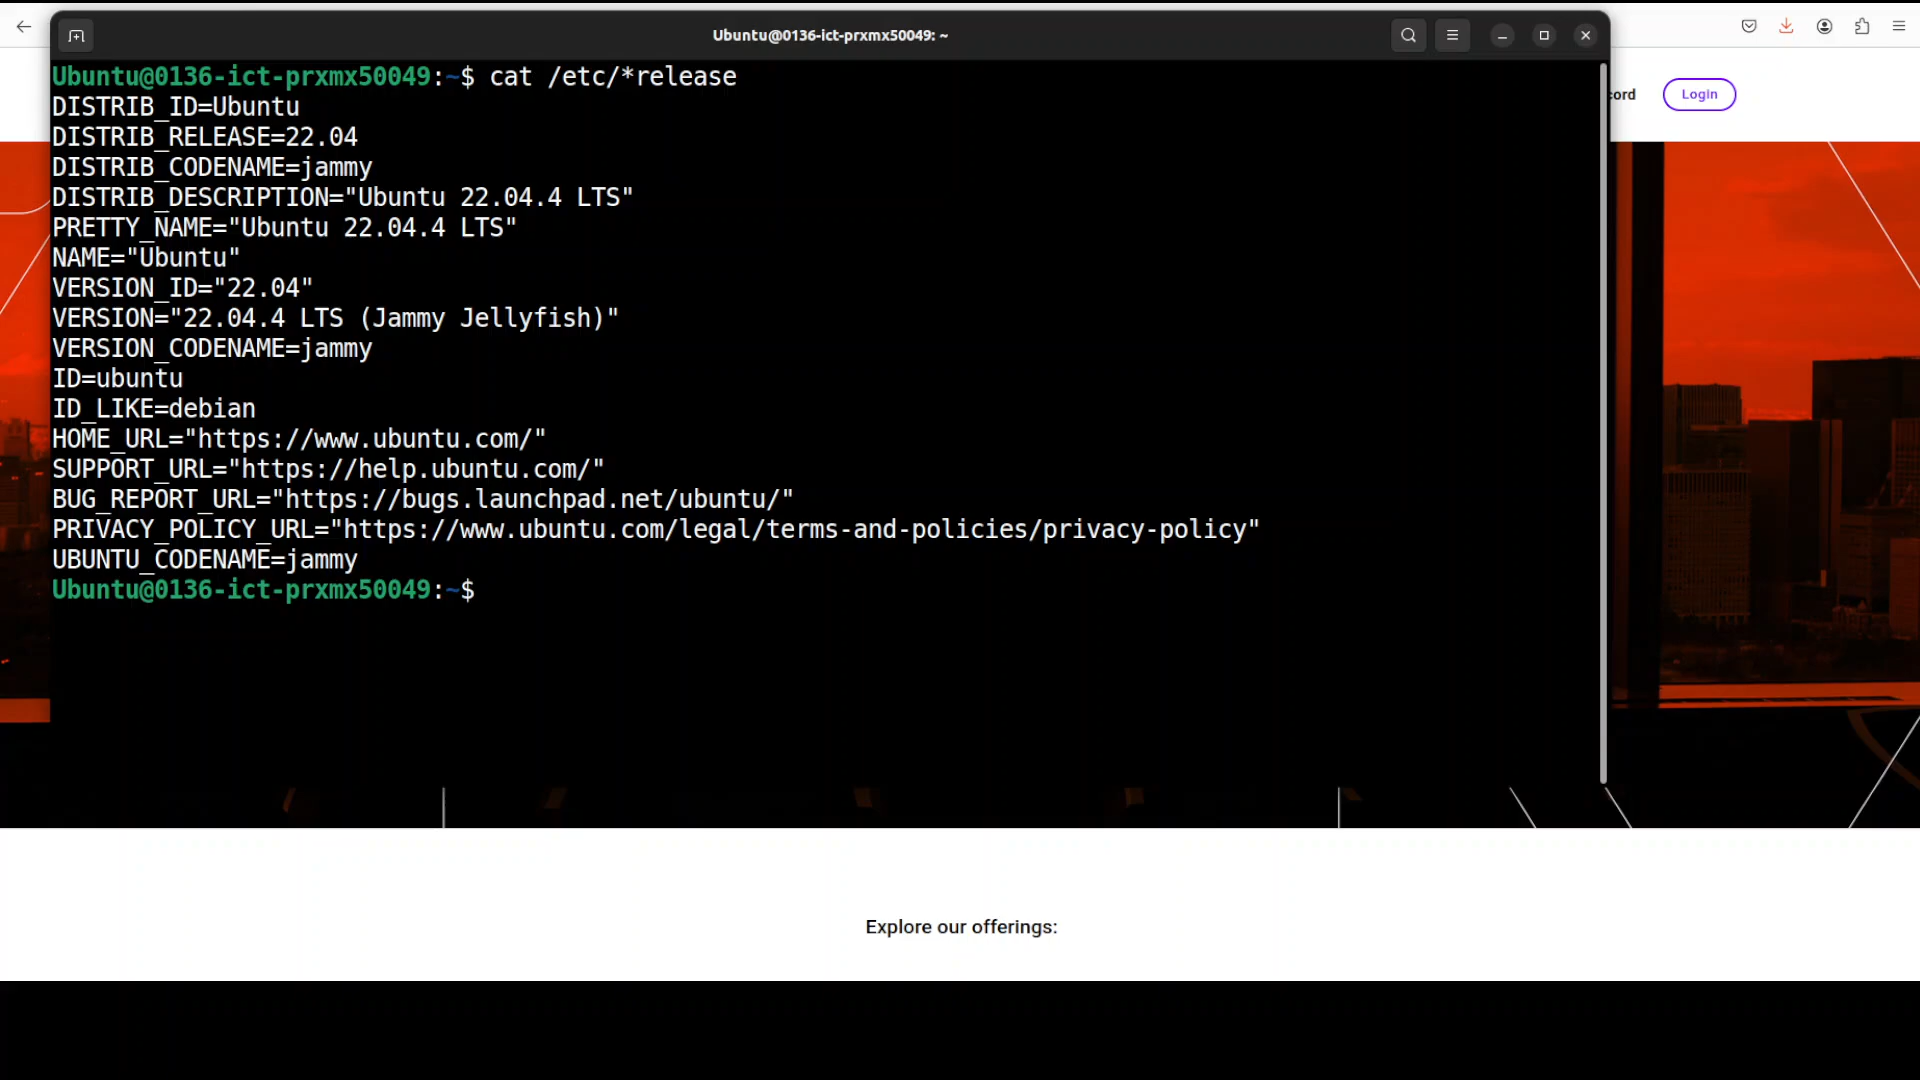 Ubuntu@0136-ict-prxmx50049: ~
Ubuntu@0136-ict-prxmx50049:~$ cat /etc/*release
DISTRIB_ID=Ubuntu
DISTRIB_RELEASE=22.04
DISTRIB_CODENAME=jammy
DISTRIB_DESCRIPTION="Ubuntu 22.04.4 LTS"
PRETTY_NAME="Ubuntu 22.04.4 LTS"
NAME="Ubuntu"
VERSION_ID="22.04"
VERSION="22.04.4 LTS (Jammy Jellyfish)"
VERSION_CODENAME=jammy
ID=ubuntu
ID_LIKE=debian
HOME_URL="https://www.ubuntu.com/"
SUPPORT_URL="https://help.ubuntu.com/"
BUG_REPORT_URL="https://bugs.launchpad.net/ubuntu/"
PRIVACY_POLICY_URL="https://www.ubuntu.com/legal/terms-and-policies/privacy-policy"
UBUNTU_CODENAME=jammy
Ubuntu@0136-ict-prxmx50049:~$
Login
Explore our offerings: